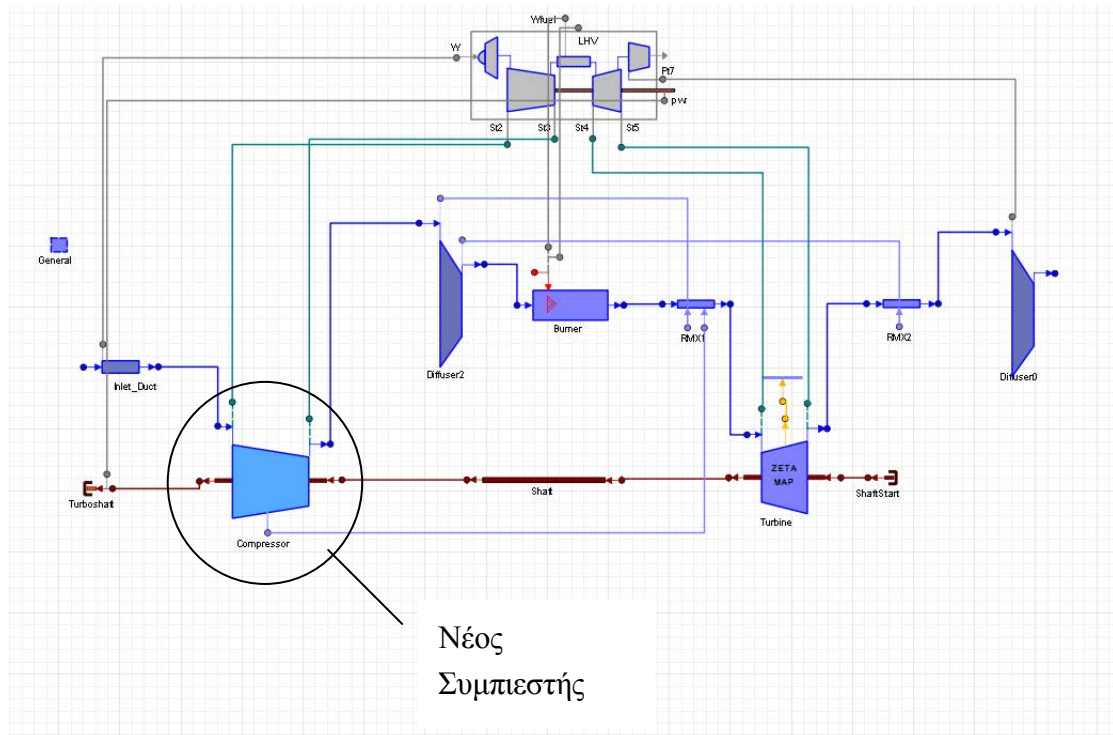 Wfuel
LHV
W
Pt7
pwr
St2 St3 St4 St5
General
Burner
RMX1
RMX2
Inlet_Duct
Diffuser2
Diffuser0
ZETA
MAP
Turboshaft
Shaft
ShaftStart
Turbine
Compressor
Νέος
Συμπιεστής